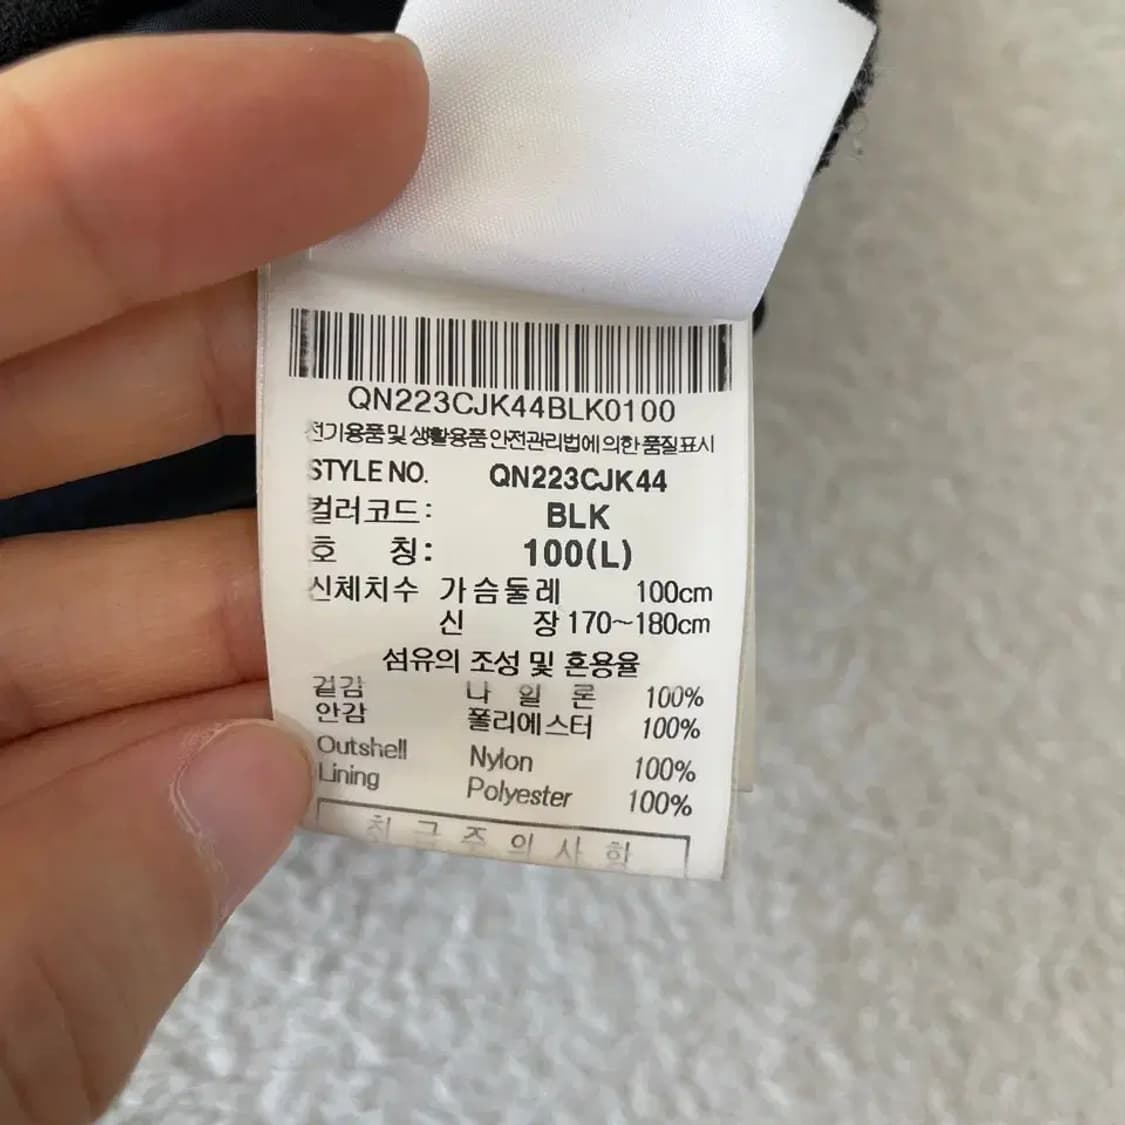 QN223CJK44BLK0100
전기용품 및 생활용품 안전관리법에 의한 품질표시
STYLE NO. QN223CJK44
컬러코드: BLK
호 칭: 100(L)
신체치수 가슴둘레 100cm
신 장 170~180cm
섬유의 조성 및 혼용율
겉감 나 일 론 100%
안감 폴리에스터 100%
Outshell Nylon 100%
Lining Polyester 100%
취 급 주 의 사 항